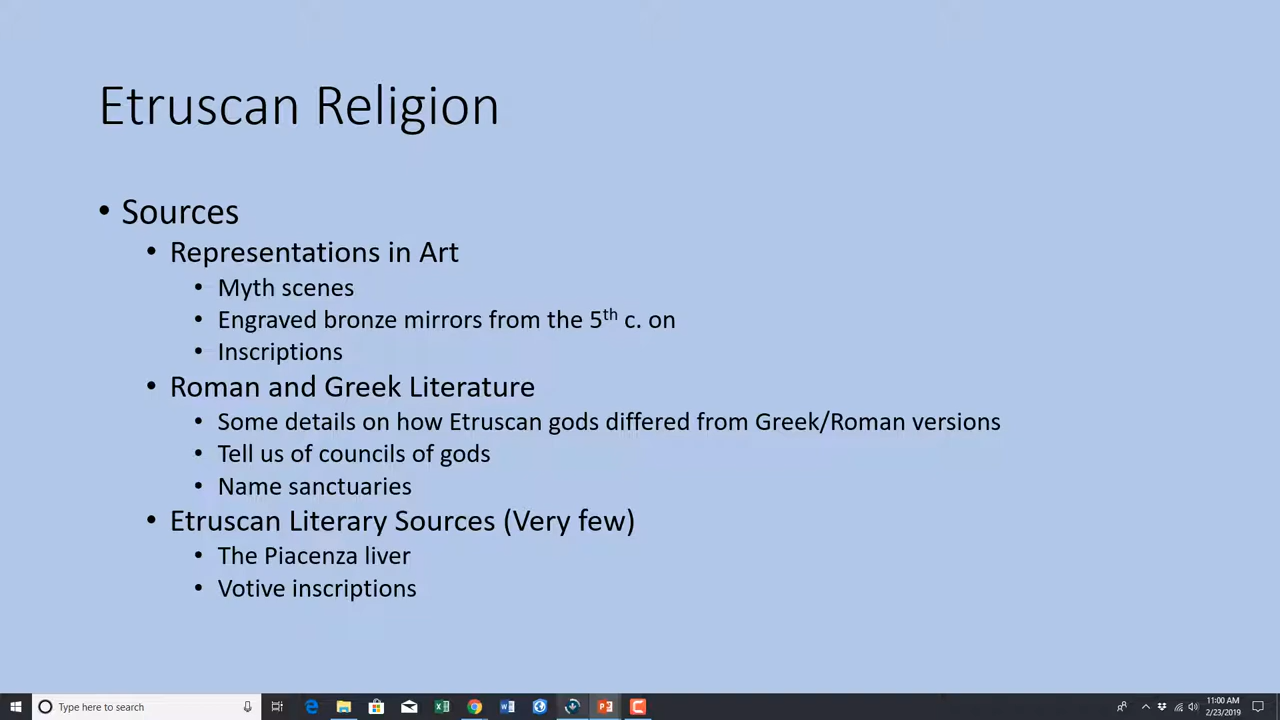 Etruscan Religion
• Sources
• Representations in Art
• Myth scenes
• Engraved bronze mirrors from the 5th c. on
• Inscriptions
• Roman and Greek Literature
• Some details on how Etruscan gods differed from Greek/Roman versions
• Tell us of councils of gods
• Name sanctuaries
• Etruscan Literary Sources (Very few)
• The Piacenza liver
• Votive inscriptions
Type here to search
11:00 AM
2/23/2019